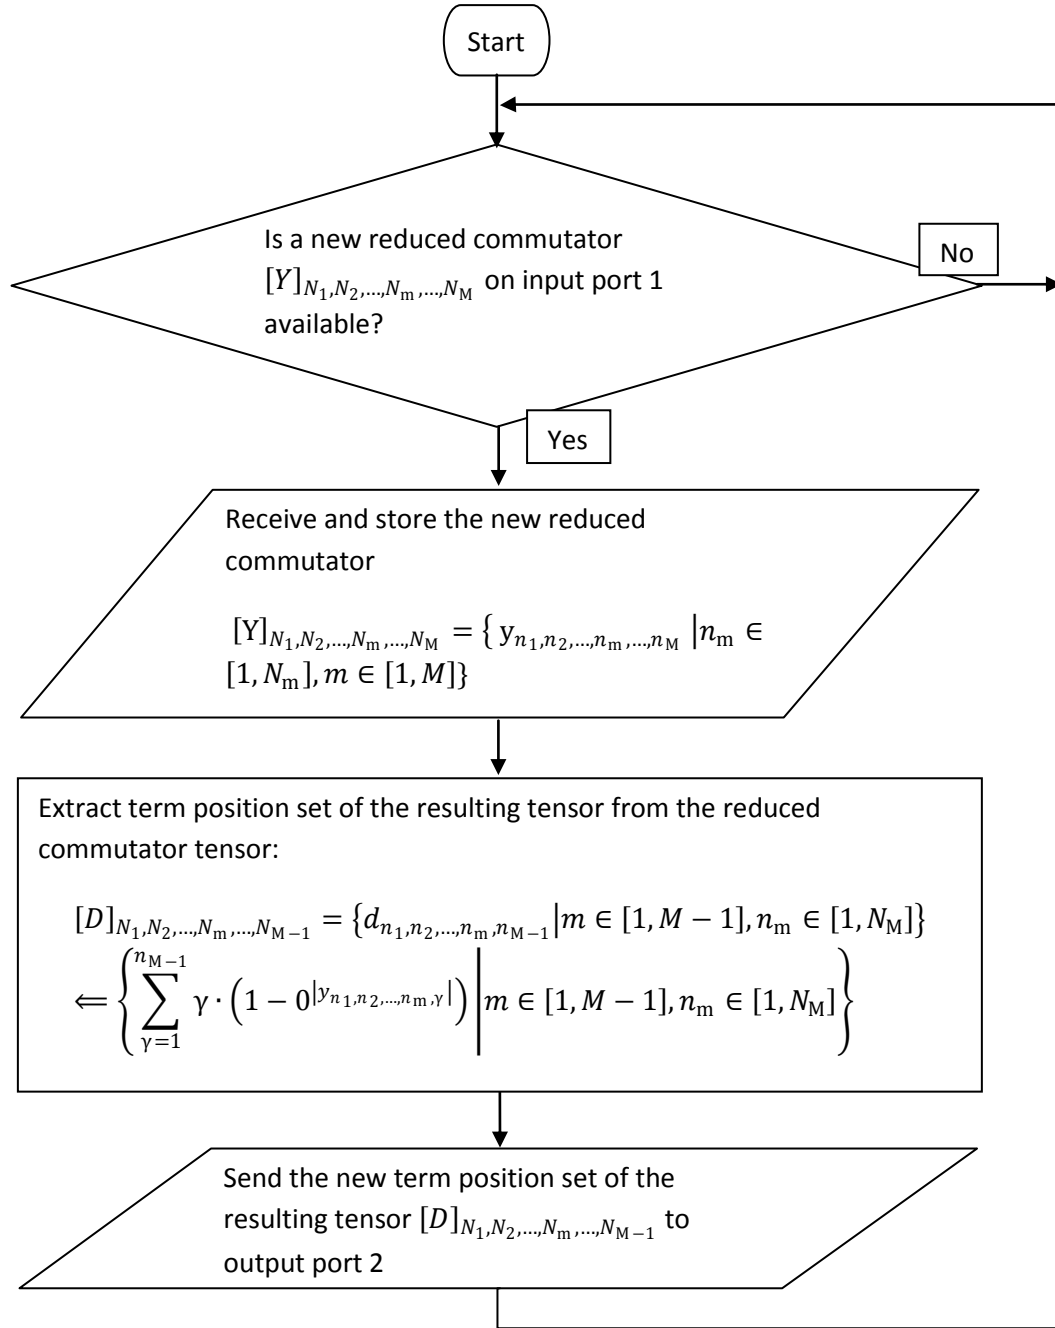 Start
Is a new reduced commutator
[Y]_{N_1,N_2,…,N_m,…,N_M} on input port 1
available?
No
Yes
Receive and store the new reduced
commutator
[Y]_{N_1,N_2,…,N_m,…,N_M} = { y_{n_1,n_2,…,n_m,…,n_M} | n_m ∈
[1, N_m], m ∈ [1, M]}
Extract term position set of the resulting tensor from the reduced
commutator tensor:
[D]_{N_1,N_2,…,N_m,…,N_{M−1}} = {d_{n_1,n_2,…,n_m,n_{M−1}} | m ∈ [1, M − 1], n_m ∈ [1, N_M]}
⇐ {∑_{γ=1}^{n_{M−1}} γ · (1 − 0^{|y_{n_1,n_2,…,n_m,γ}|}) | m ∈ [1, M − 1], n_m ∈ [1, N_M]}
Send the new term position set of the
resulting tensor [D]_{N_1,N_2,…,N_m,…,N_{M−1}} to
output port 2